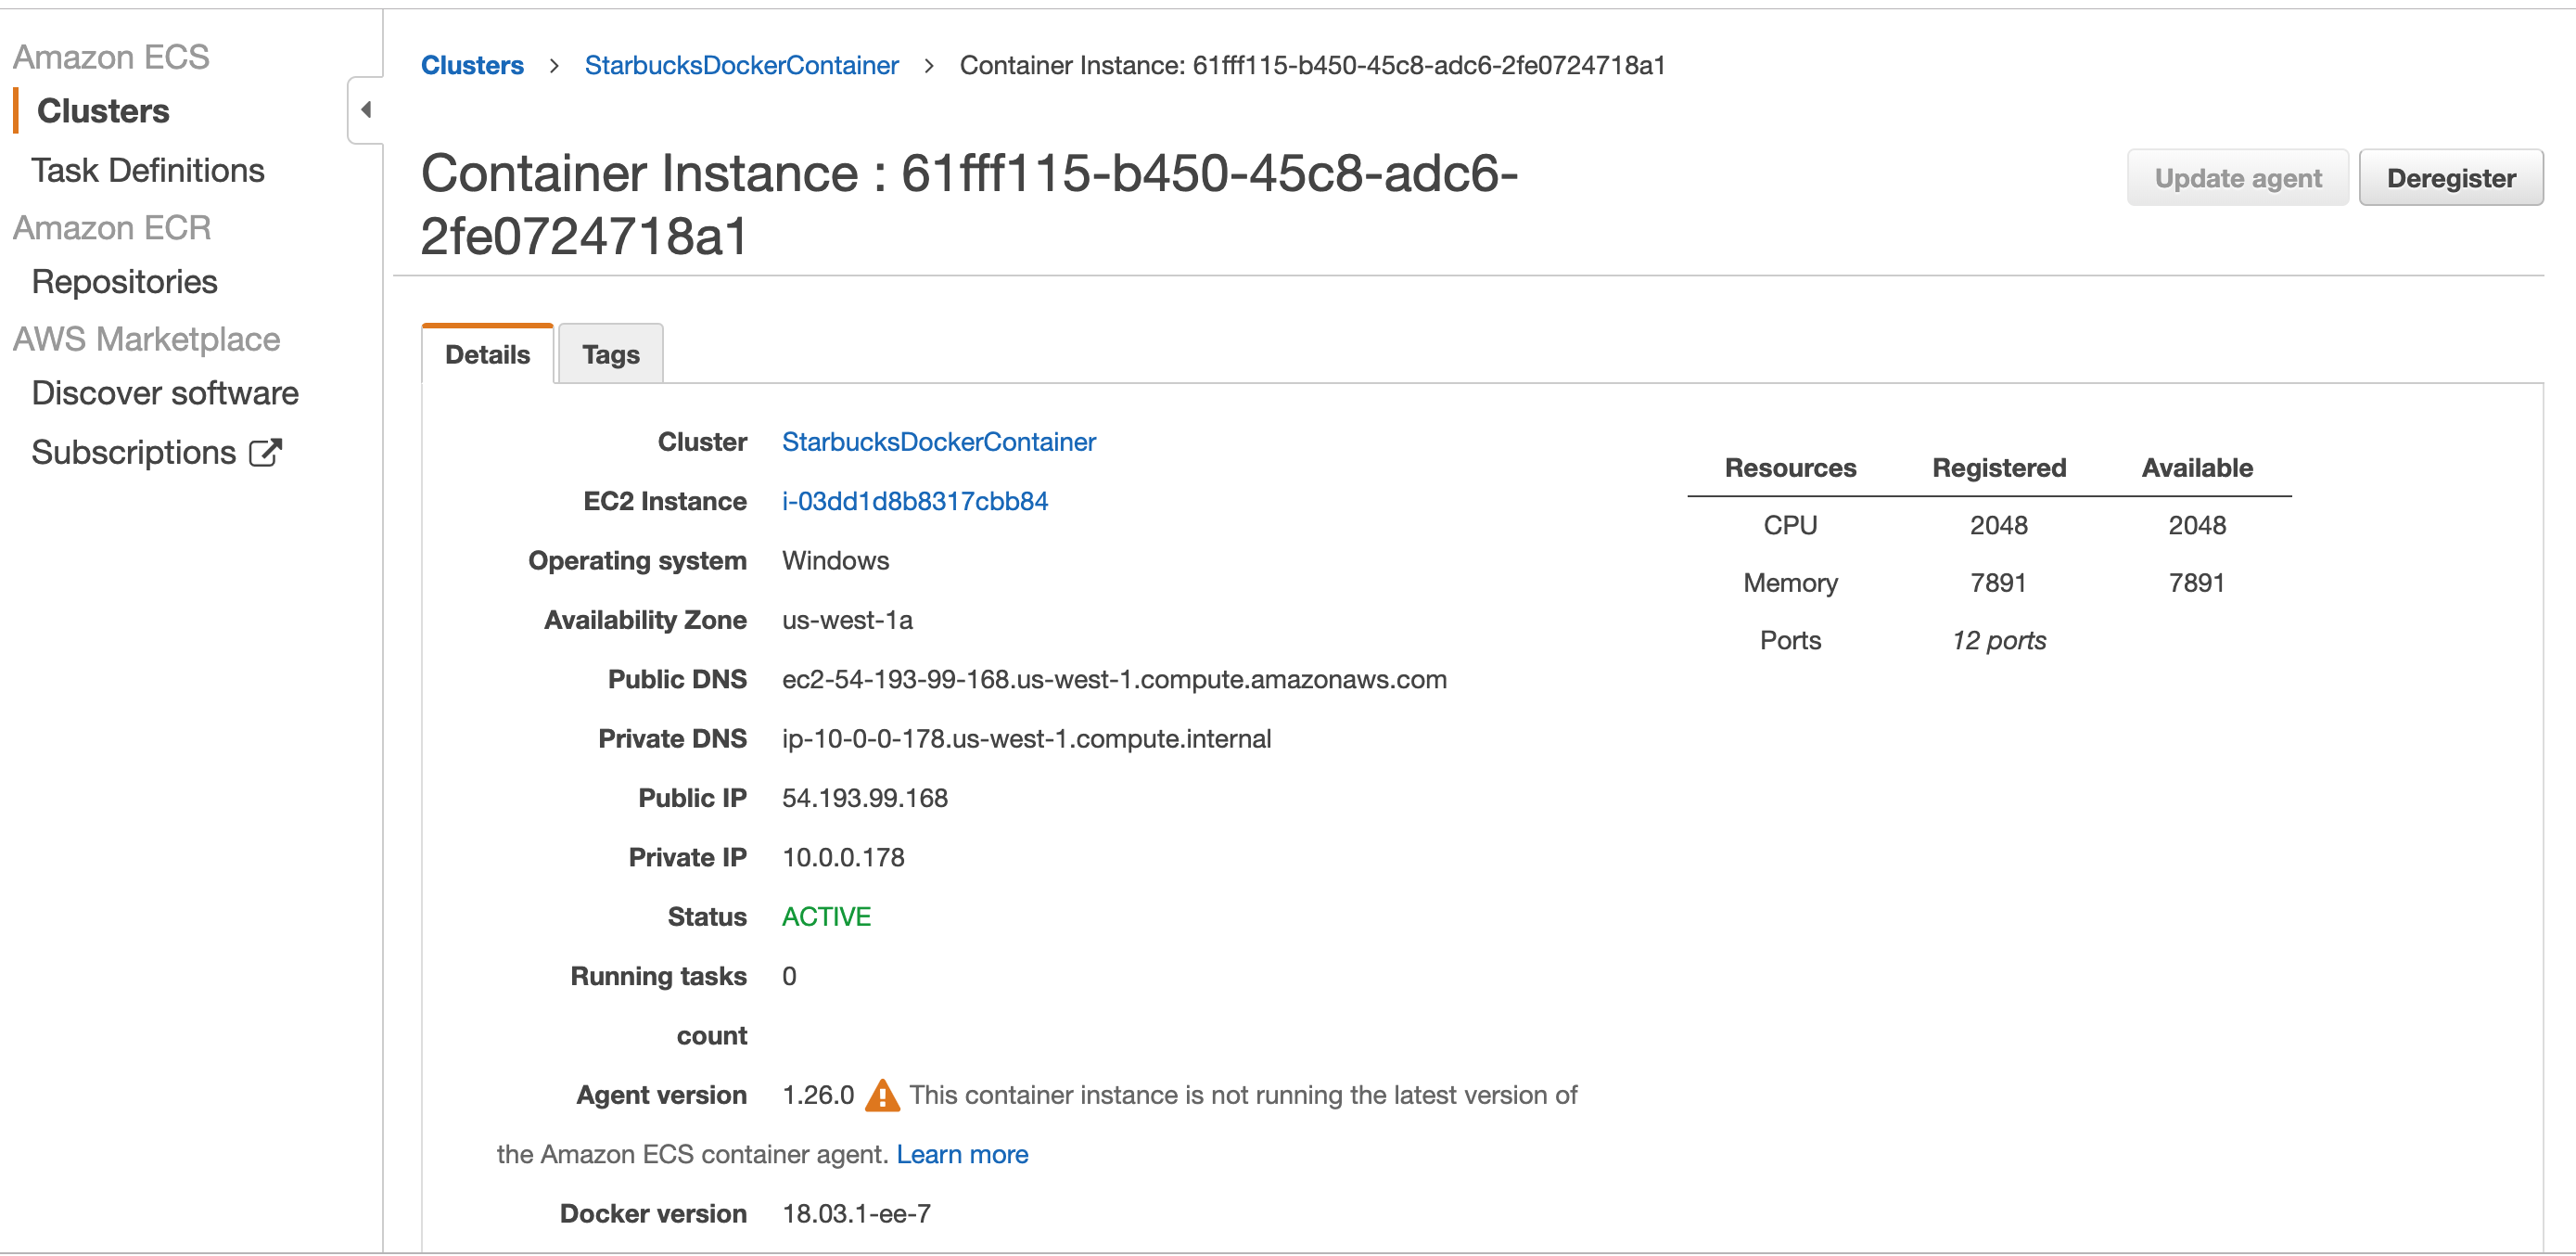 Amazon ECS
Clusters
Task Definitions
Amazon ECR
Repositories
AWS Marketplace
Discover software
Subscriptions
Clusters > StarbucksDockerContainer > Container Instance: 61fff115-b450-45c8-adc6-2fe0724718a1
Container Instance : 61fff115-b450-45c8-adc6-
2fe0724718a1
Update agent Deregister
Details Tags
Cluster StarbucksDockerContainer
EC2 Instance i-03dd1d8b8317cbb84
Operating system Windows
Availability Zone us-west-1a
Public DNS ec2-54-193-99-168.us-west-1.compute.amazonaws.com
Private DNS ip-10-0-0-178.us-west-1.compute.internal
Public IP 54.193.99.168
Private IP 10.0.0.178
Status ACTIVE
Running tasks 0
count
Agent version 1.26.0 This container instance is not running the latest version of
the Amazon ECS container agent. Learn more
Docker version 18.03.1-ee-7
Resources Registered Available
CPU 2048 2048
Memory 7891 7891
Ports 12 ports